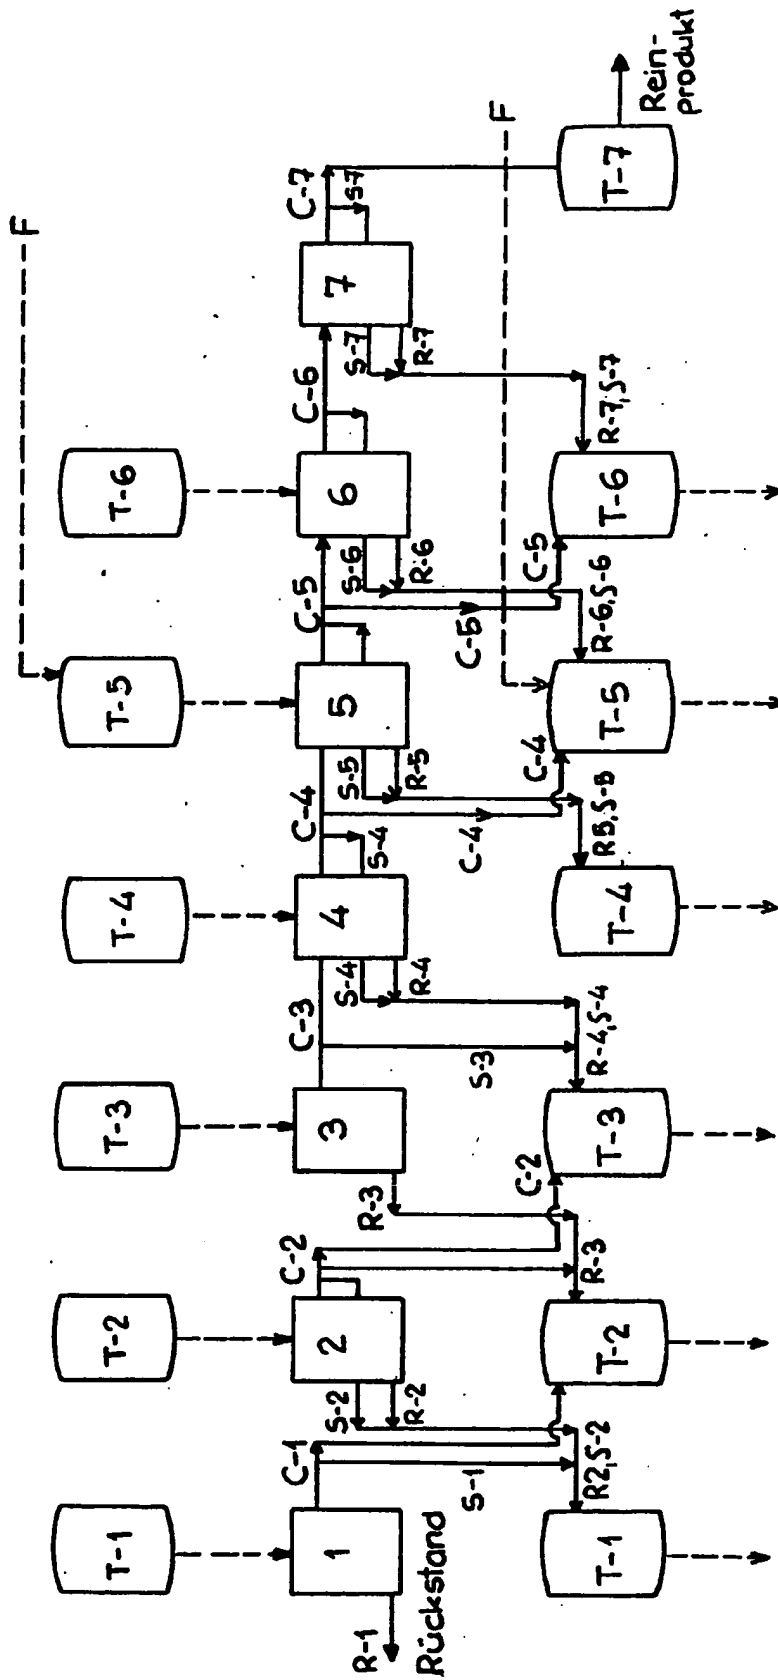 F
T-1
T-2
T-3
T-4
T-5
T-6
R-1
Rückstand
1
C-1
S-1
S-2
R-2
2
C-2
R-3
3
C-3
S-3
S-4
R-4
4
C-4
S-4
C-4
S-5
R-5
5
C-5
C-5
S-6
R-6
6
C-6
S-7
R-7
7
C-7
S-7
F
R2,S-2
R-3
C-2
R-4,S-4
R5,S-5
C-4
R-6,S-6
C-5
R-7,S-7
T-1
T-2
T-3
T-4
T-5
T-6
T-7
Rein-
produkt